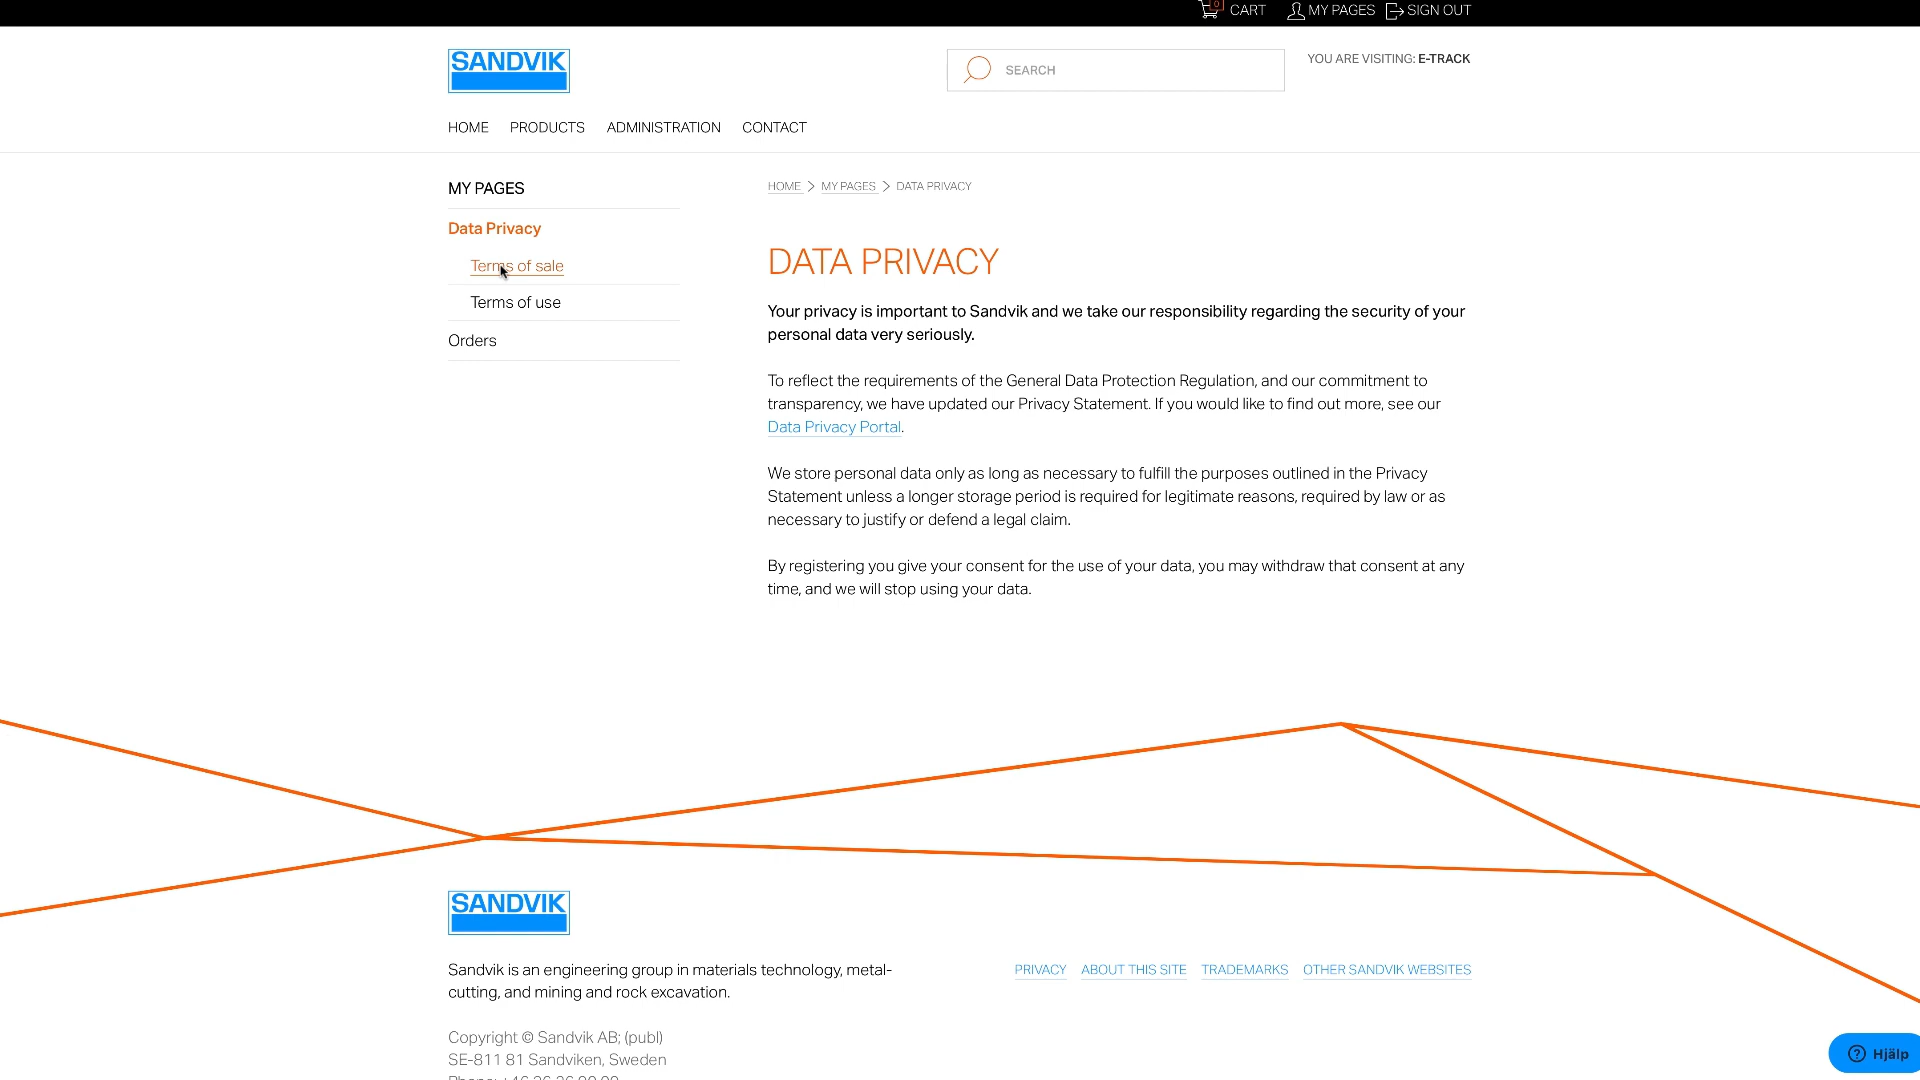 0 CART MY PAGES SIGN OUT
SANDVIK
SEARCH
YOU ARE VISITING: E-TRACK
HOME PRODUCTS ADMINISTRATION CONTACT
MY PAGES
Data Privacy
Terms of sale
Terms of use
Orders
HOME > MY PAGES > DATA PRIVACY
DATA PRIVACY
Your privacy is important to Sandvik and we take our responsibility regarding the security of your
personal data very seriously.
To reflect the requirements of the General Data Protection Regulation, and our commitment to
transparency, we have updated our Privacy Statement. If you would like to find out more, see our
Data Privacy Portal.
We store personal data only as long as necessary to fulfill the purposes outlined in the Privacy
Statement unless a longer storage period is required for legitimate reasons, required by law or as
necessary to justify or defend a legal claim.
By registering you give your consent for the use of your data, you may withdraw that consent at any
time, and we will stop using your data.
SANDVIK
Sandvik is an engineering group in materials technology, metal-
cutting, and mining and rock excavation.
PRIVACY ABOUT THIS SITE TRADEMARKS OTHER SANDVIK WEBSITES
Copyright © Sandvik AB; (publ)
SE-811 81 Sandviken, Sweden
Hjälp